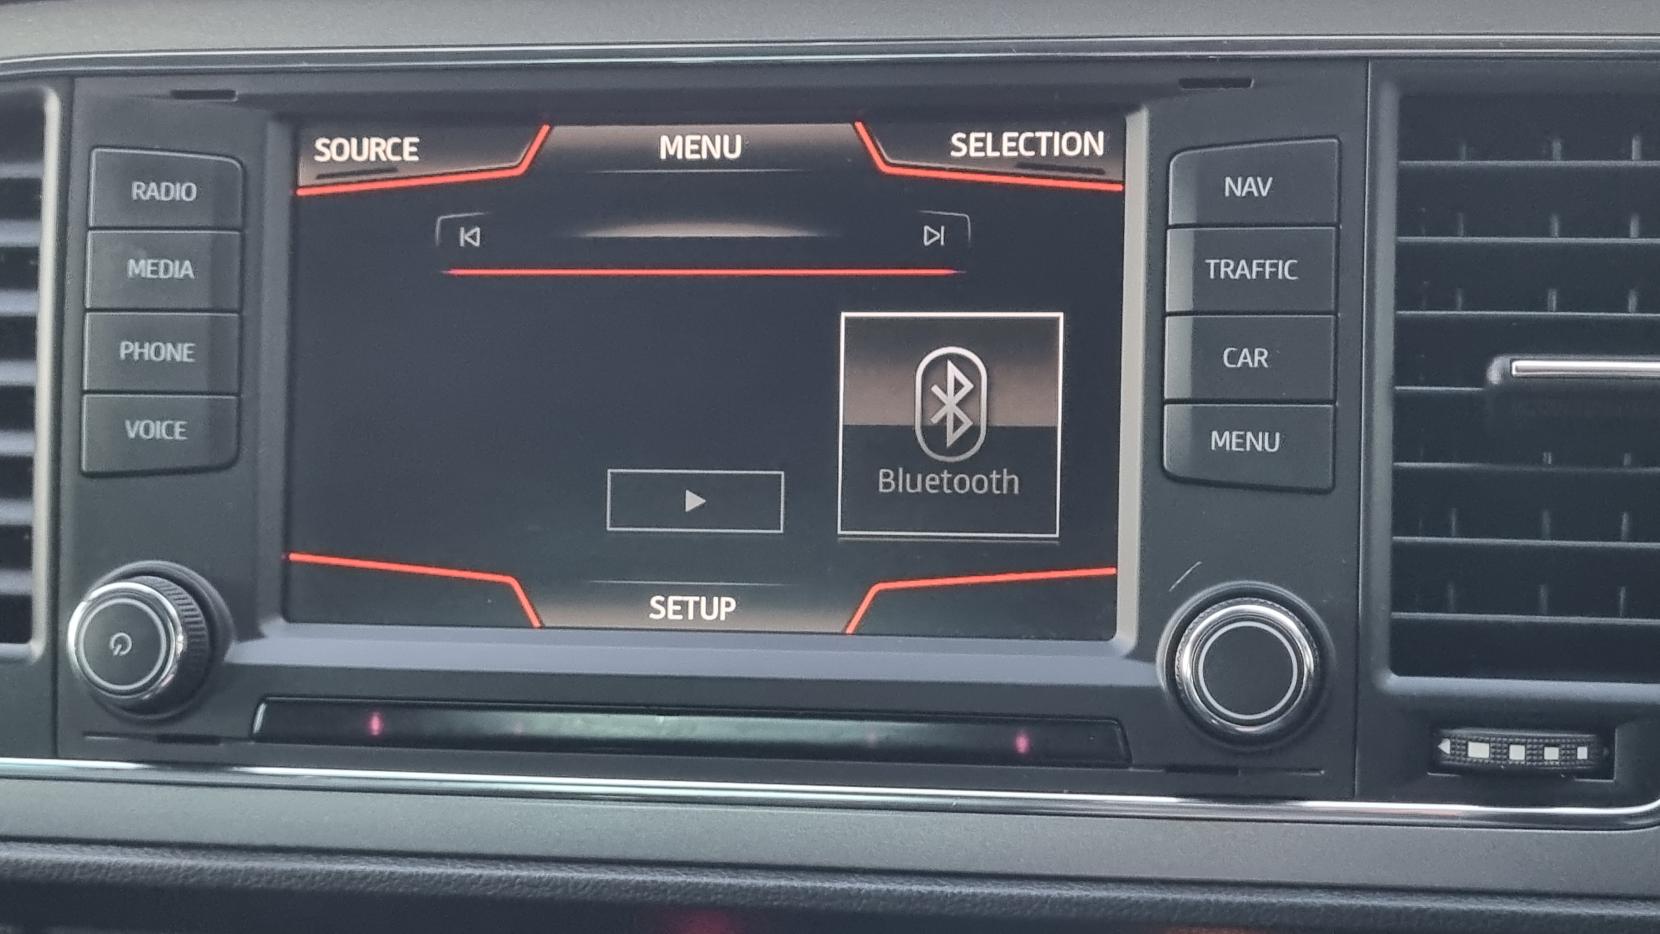 SOURCE
MENU
SELECTION
RADIO
MEDIA
PHONE
VOICE
Bluetooth
SETUP
NAV
TRAFFIC
CAR
MENU